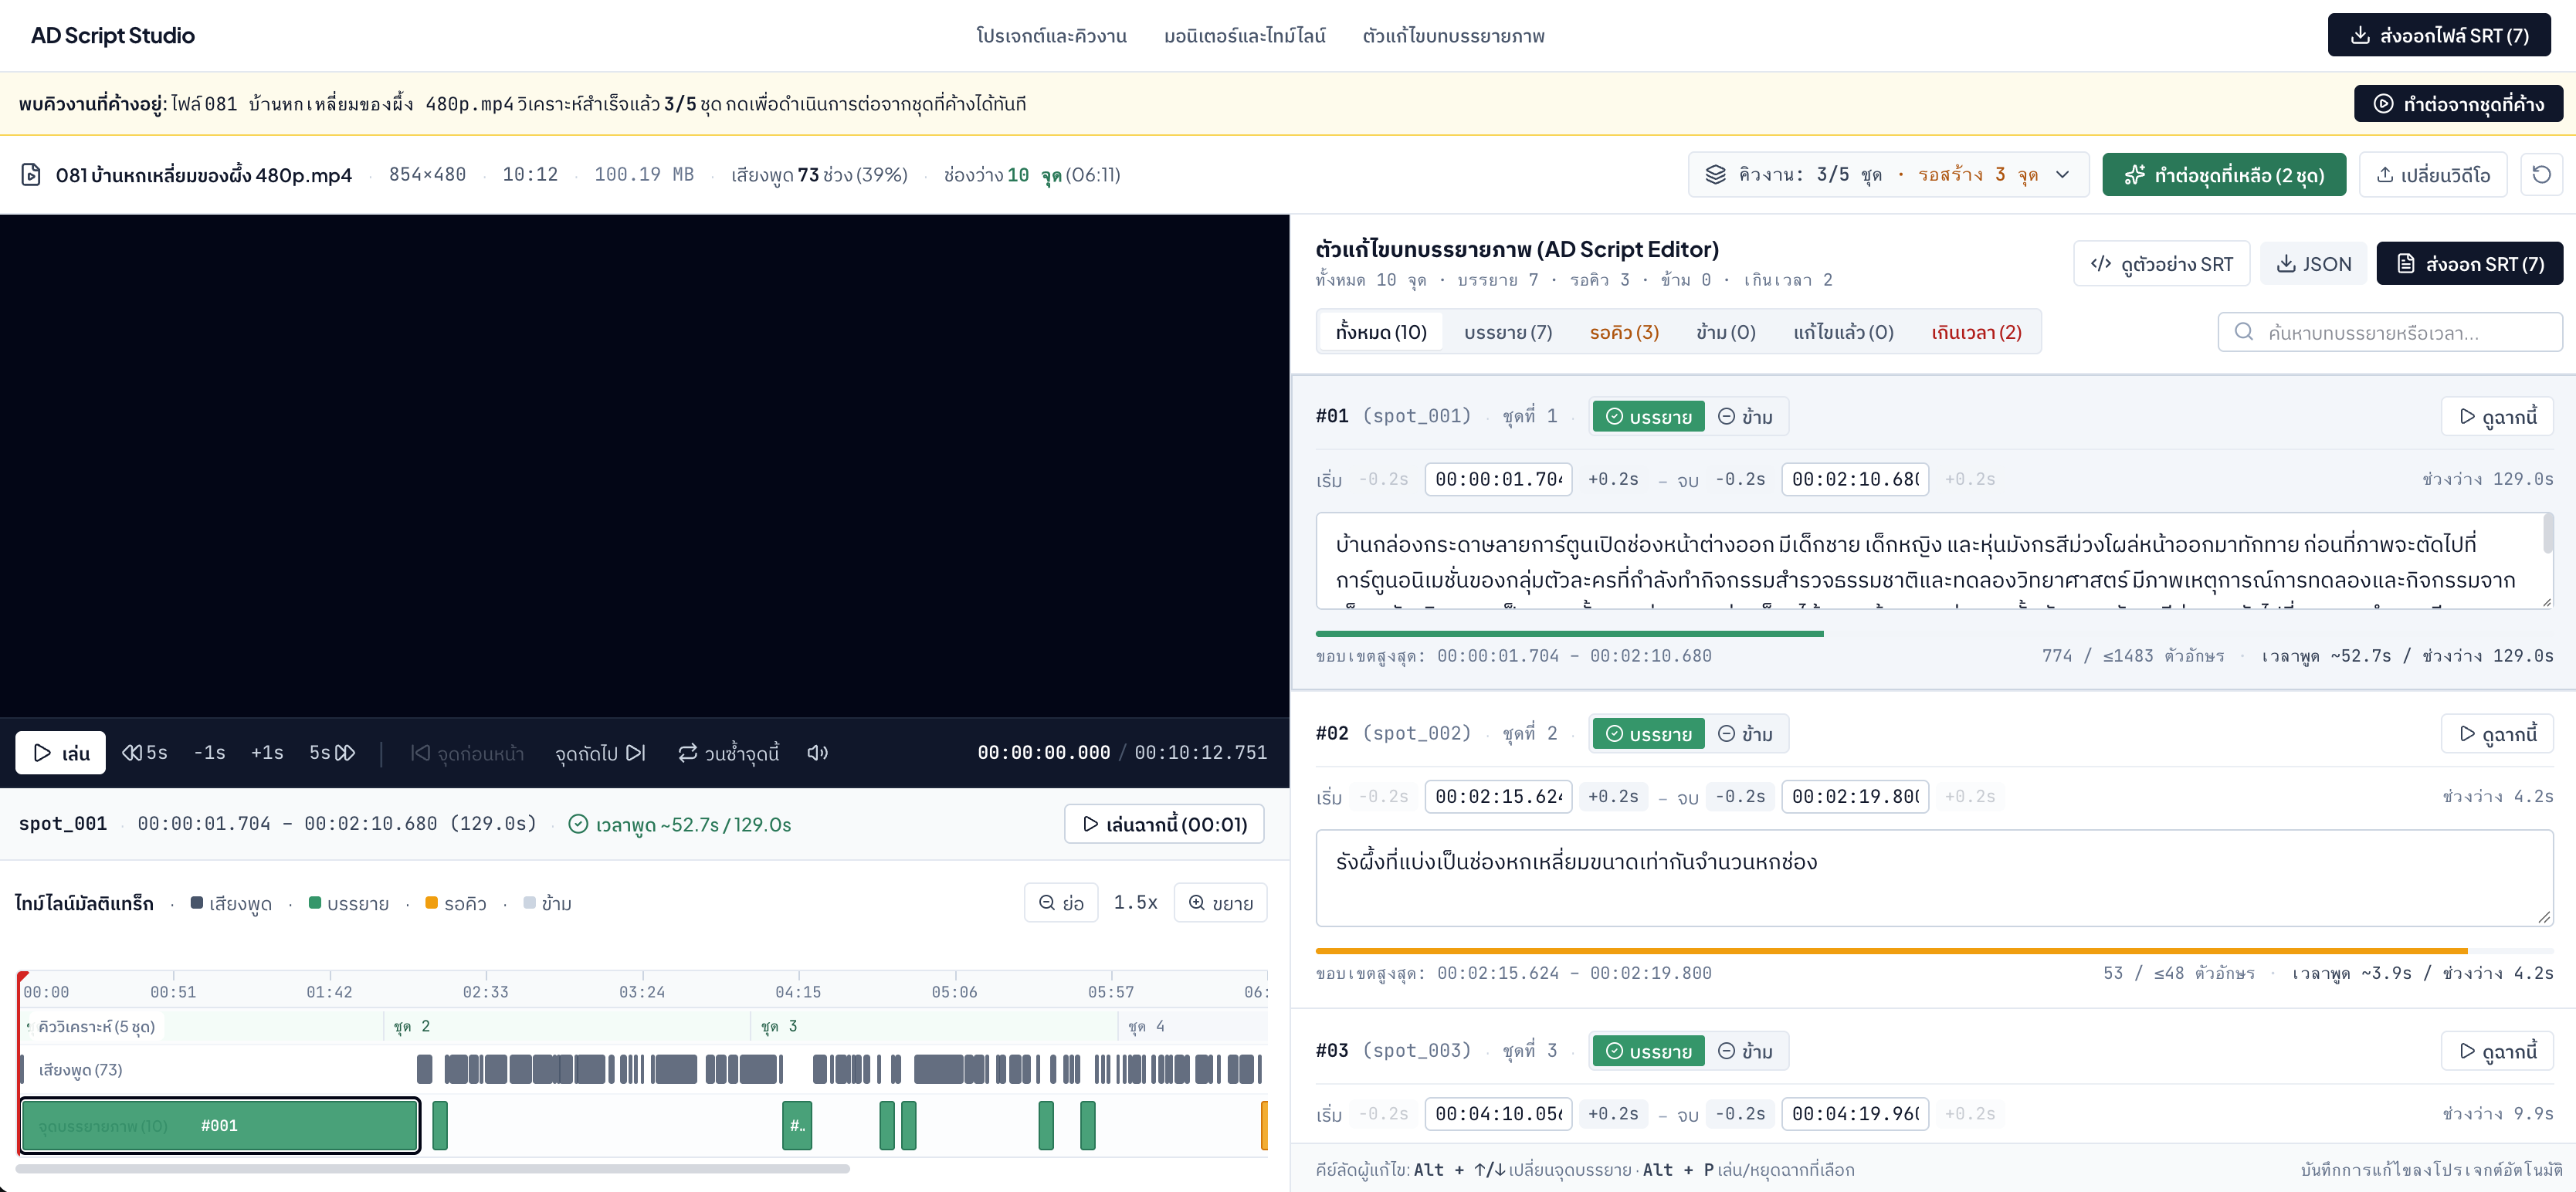 AD Script Studio
โปรเจกต์และคิวงาน
มอนิเตอร์และไทม์ไลน์
ตัวแก้ไขบทบรรยายภาพ
ส่งออกไฟล์ SRT (7)
พบคิวงานที่ค้างอยู่: ไฟล์ 081 บ้านหกเหลี่ยมของผึ้ง 480p.mp4 วิเคราะห์สำเร็จแล้ว 3/5 ชุด กดเพื่อดำเนินการต่อจากชุดที่ค้างได้ทันที
ทำต่อจากชุดที่ค้าง
081 บ้านหกเหลี่ยมของผึ้ง 480p.mp4 · 854×480 · 10:12 · 100.19 MB · เสียงพูด 73 ช่วง (39%) · ช่องว่าง 10 จุด (06:11)
คิวงาน: 3/5 ชุด · รอสร้าง 3 จุด
ทำต่อชุดที่เหลือ (2 ชุด)
เปลี่ยนวิดีโอ
เล่น
5s
-1s
+1s
5s
จุดก่อนหน้า
จุดถัดไป
วนซ้ำจุดนี้
00:00:00.000 / 00:10:12.751
spot_001 · 00:00:01.704 – 00:02:10.680 (129.0s) · เวลาพูด ~52.7s / 129.0s
เล่นฉากนี้ (00:01)
ไทม์ไลน์มัลติแทร็ก · เสียงพูด · บรรยาย · รอคิว · ข้าม
ย่อ
1.5x
ขยาย
00:00 00:51 01:42 02:33 03:24 04:15 05:06 05:57 06:
คิววิเคราะห์ (5 ชุด) ชุด 2 ชุด 3 ชุด 4
เสียงพูด (73)
จุดบรรยายภาพ (10) #001 #..
ตัวแก้ไขบทบรรยายภาพ (AD Script Editor)
ทั้งหมด 10 จุด · บรรยาย 7 · รอคิว 3 · ข้าม 0 · เกินเวลา 2
ดูตัวอย่าง SRT
JSON
ส่งออก SRT (7)
ทั้งหมด (10)
บรรยาย (7)
รอคิว (3)
ข้าม (0)
แก้ไขแล้ว (0)
เกินเวลา (2)
ค้นหาบทบรรยายหรือเวลา...
#01 (spot_001) · ชุดที่ 1 · บรรยาย ข้าม
ดูฉากนี้
เริ่ม -0.2s 00:00:01.704 +0.2s – จบ -0.2s 00:02:10.680 +0.2s
ช่วงว่าง 129.0s
บ้านกล่องกระดาษลายการ์ตูนเปิดช่องหน้าต่างออก มีเด็กชาย เด็กหญิง และหุ่นมังกรสีม่วงโผล่หน้าออกมาทักทาย ก่อนที่ภาพจะตัดไปที่
การ์ตูนอนิเมชั่นของกลุ่มตัวละครที่กำลังทำกิจกรรมสำรวจธรรมชาติและทดลองวิทยาศาสตร์ มีภาพเหตุการณ์การทดลองและกิจกรรมจาก
ขอบเขตสูงสุด: 00:00:01.704 – 00:02:10.680
774 / ≤1483 ตัวอักษร · เวลาพูด ~52.7s / ช่วงว่าง 129.0s
#02 (spot_002) · ชุดที่ 2 · บรรยาย ข้าม
ดูฉากนี้
เริ่ม -0.2s 00:02:15.624 +0.2s – จบ -0.2s 00:02:19.800 +0.2s
ช่วงว่าง 4.2s
รังผึ้งที่แบ่งเป็นช่องหกเหลี่ยมขนาดเท่ากันจำนวนหกช่อง
ขอบเขตสูงสุด: 00:02:15.624 – 00:02:19.800
53 / ≤48 ตัวอักษร · เวลาพูด ~3.9s / ช่วงว่าง 4.2s
#03 (spot_003) · ชุดที่ 3 · บรรยาย ข้าม
ดูฉากนี้
เริ่ม -0.2s 00:04:10.056 +0.2s – จบ -0.2s 00:04:19.960 +0.2s
ช่วงว่าง 9.9s
คีย์ลัดผู้แก้ไข: Alt + ↑/↓ เปลี่ยนจุดบรรยาย · Alt + P เล่น/หยุดฉากที่เลือก
บันทึกการแก้ไขลงโปรเจกต์อัตโนมัติ